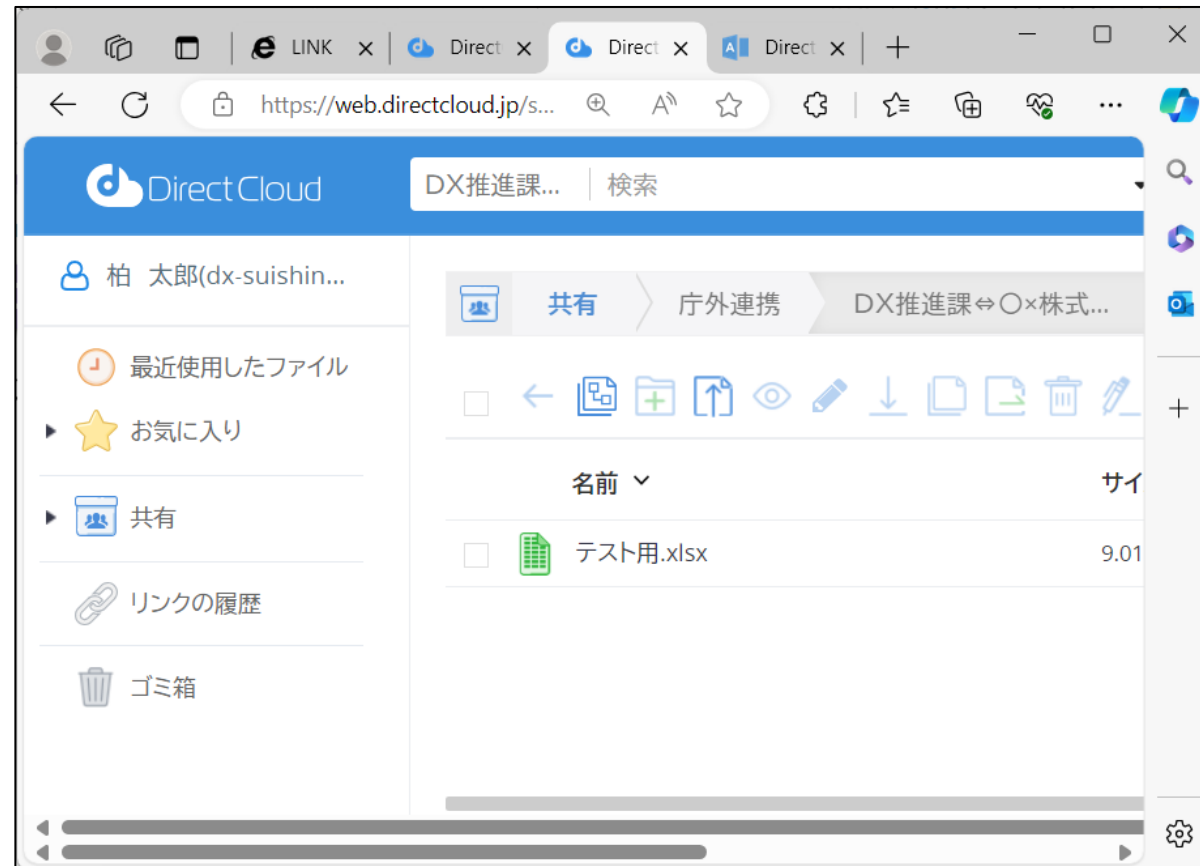 LINK Direct Direct Direct
https://web.directcloud.jp/s...
DirectCloud DX推進課... 検索
柏 太郎(dx-suishin...
共有 庁外連携 DX推進課⇔〇×株式...
最近使用したファイル
お気に入り
名前 サイ
共有
テスト用.xlsx 9.01
リンクの履歴
ゴミ箱